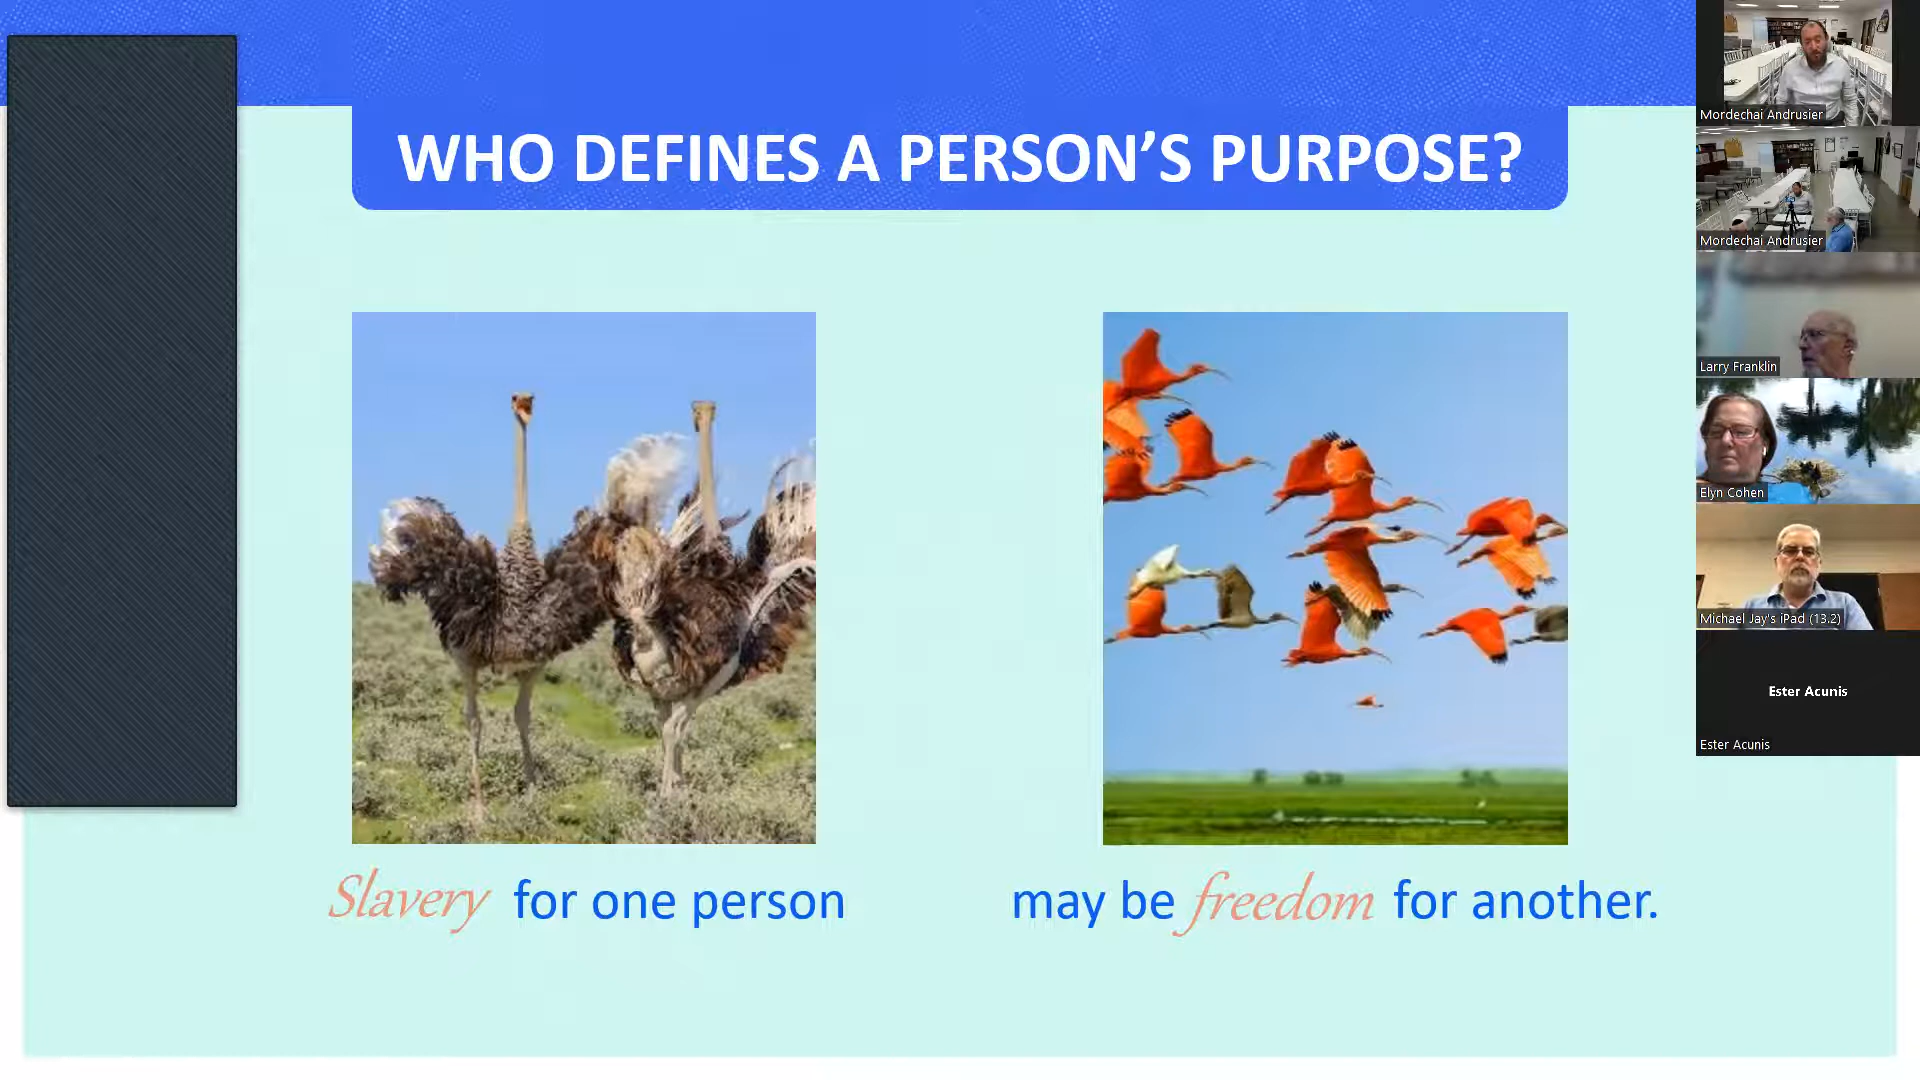 WHO DEFINES A PERSON'S PURPOSE?
Slavery for one person
may be freedom for another.
Mordechai Andrusier
Mordechai Andrusier
Larry Franklin
Elyn Cohen
Michael Jay's iPad (13.2)
Ester Acunis
Ester Acunis